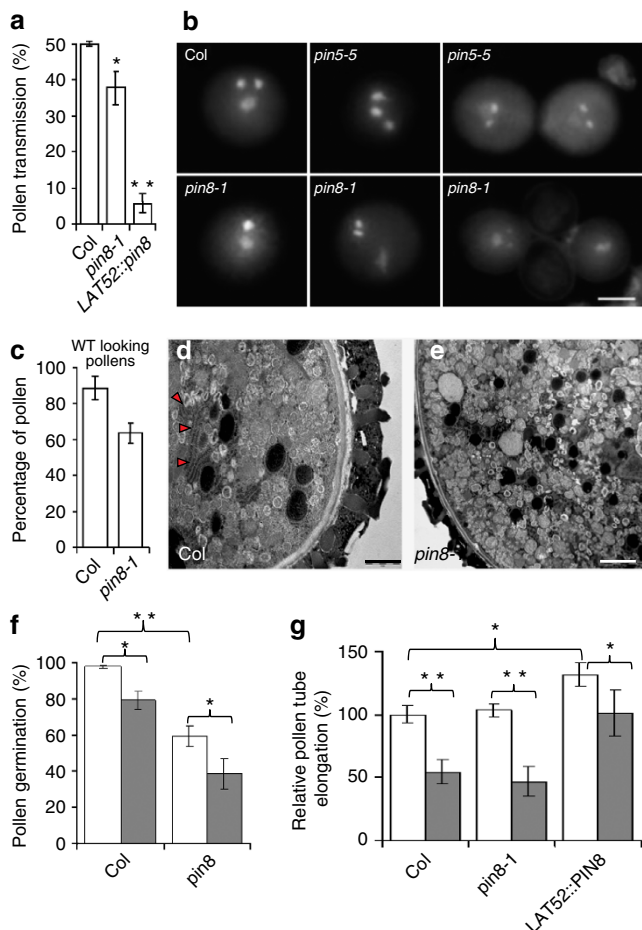 a
Pollen transmission (%)
50
40
30
20
10
0
*
* *
Col
pin8-1
LAT52::pin8
b
Col
pin5-5
pin5-5
pin8-1
pin8-1
pin8-1
c
WT looking
pollens
Percentage of pollen
100
80
60
40
20
0
Col
pin8-1
d
Col
e
pin8-1
f
Pollen germination (%)
100
80
60
40
20
0
* *
*
*
Col
pin8
g
Relative pollen tube
elongation (%)
150
100
50
0
*
* *
* *
*
Col
pin8-1
LAT52::PIN8